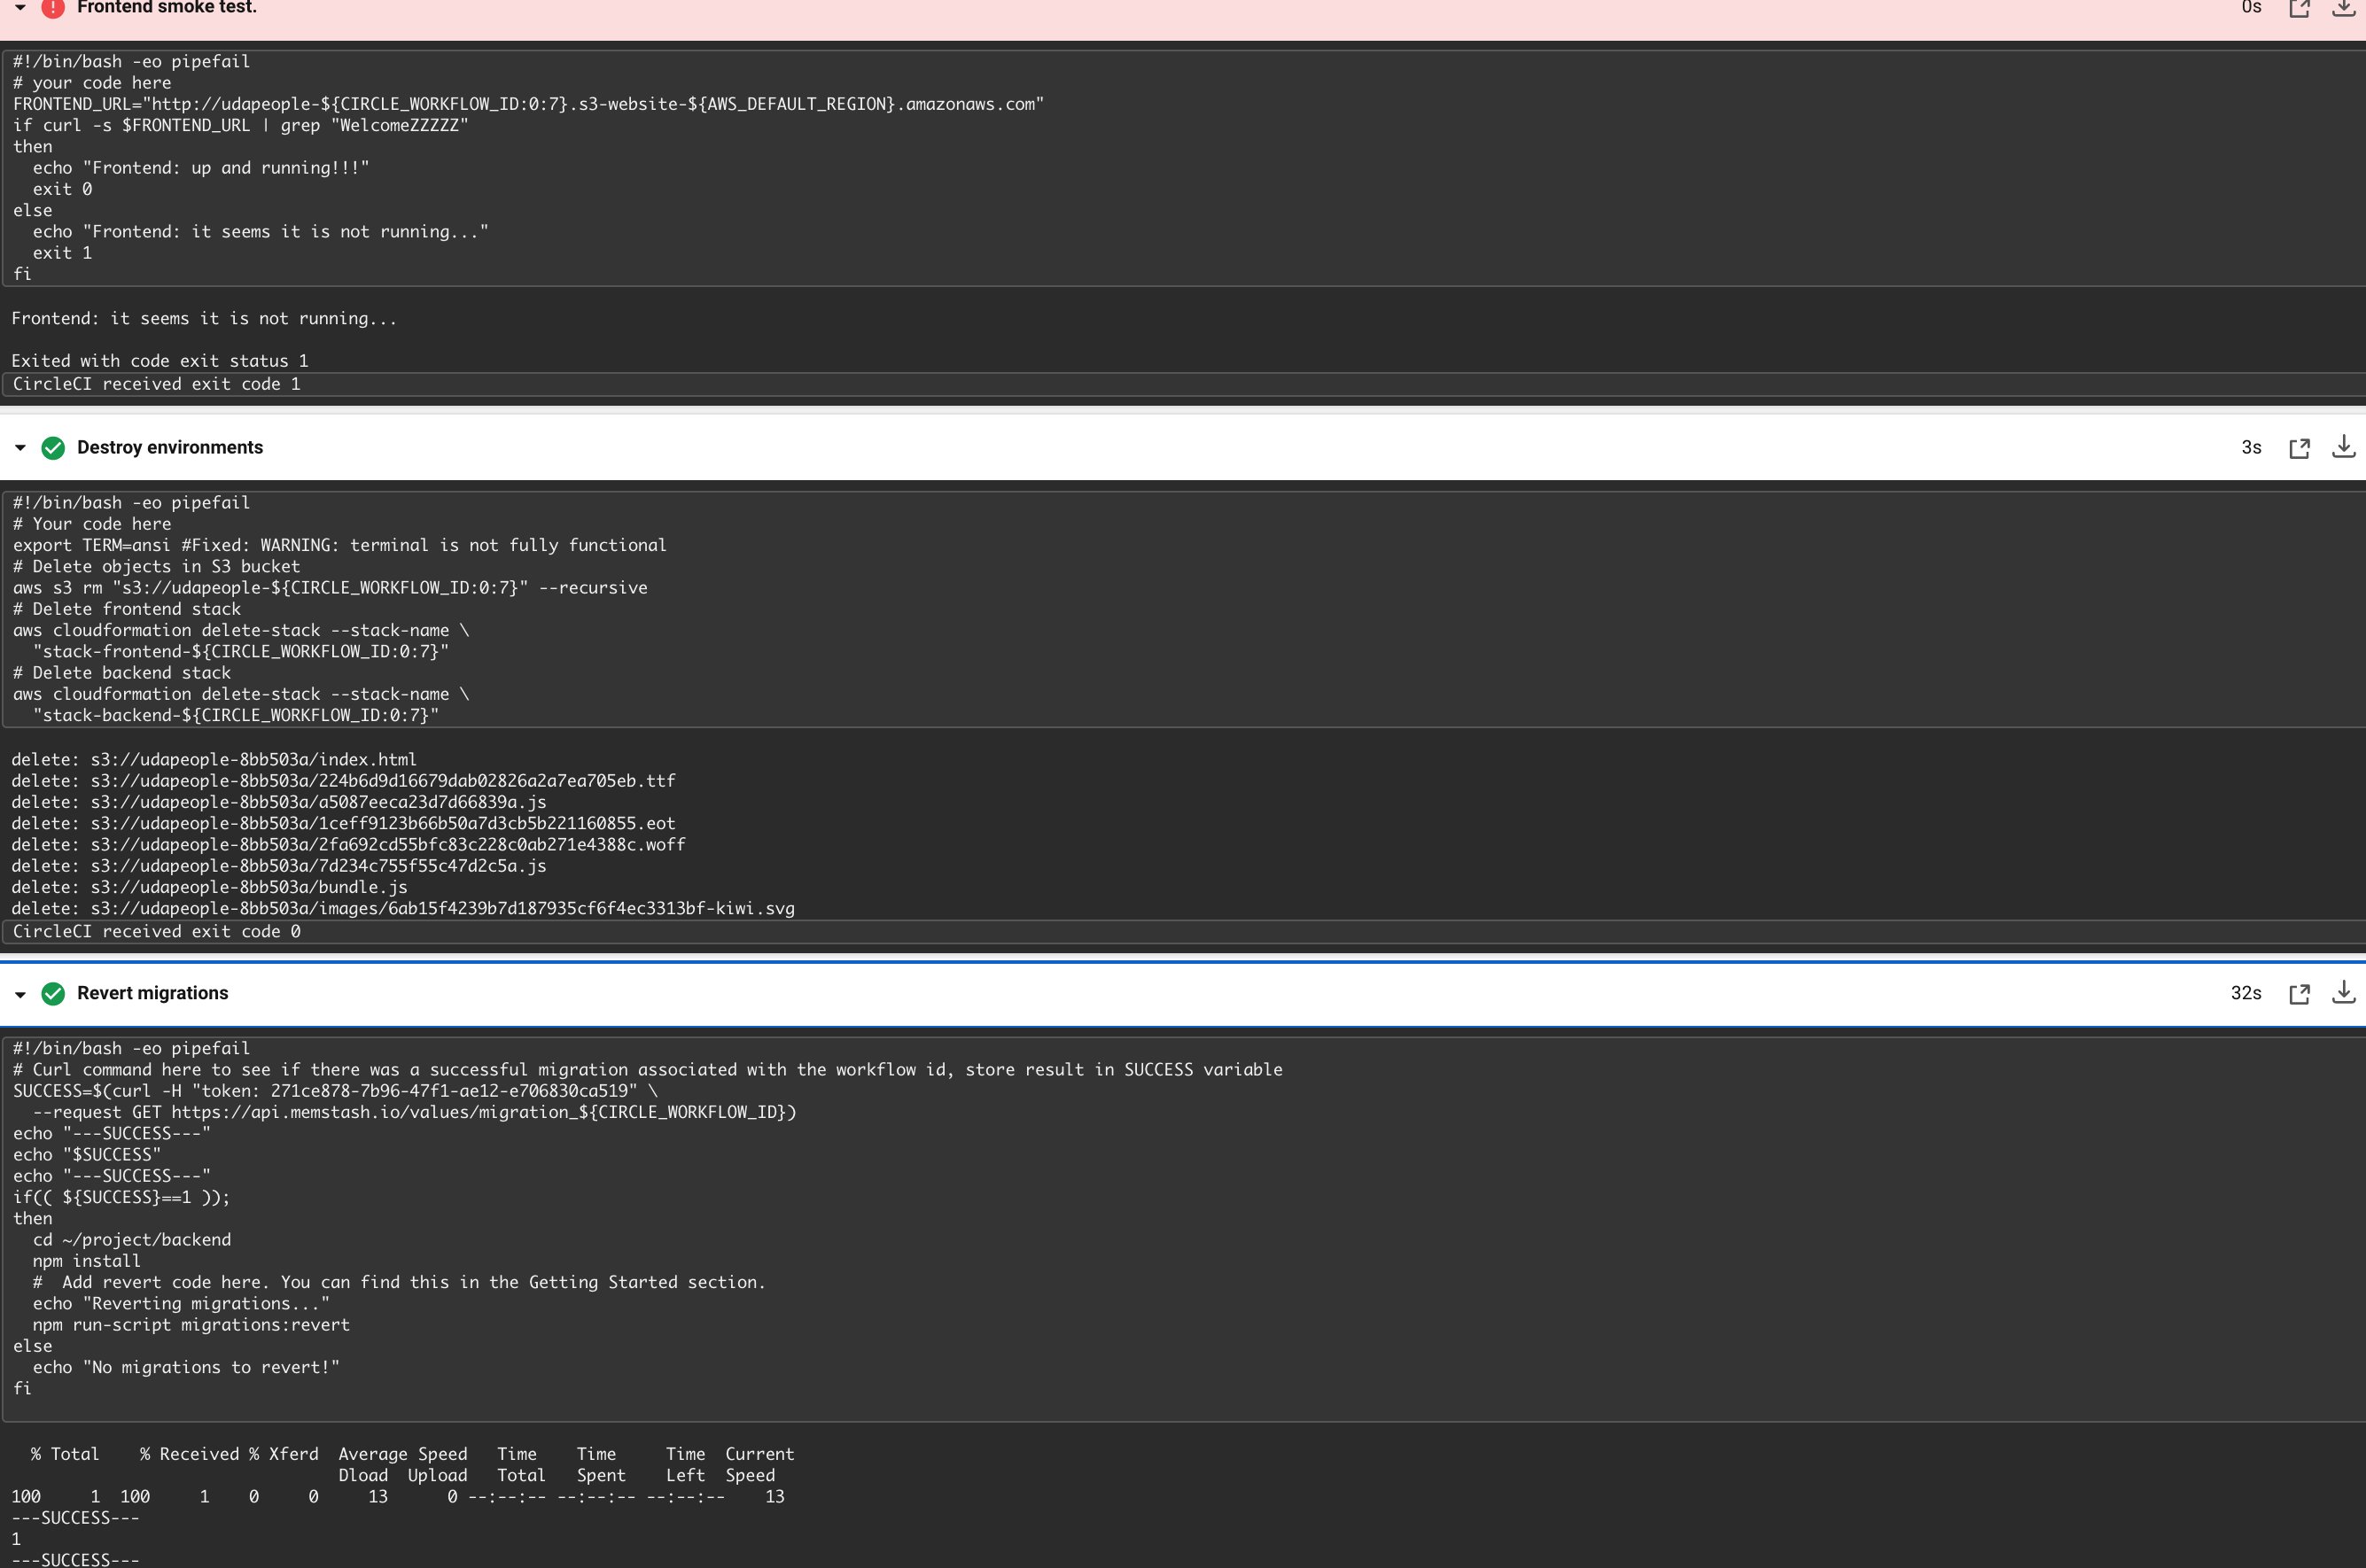 Frontend smoke test.
0s
#!/bin/bash -eo pipefail
# your code here
FRONTEND_URL="http://udapeople-${CIRCLE_WORKFLOW_ID:0:7}.s3-website-${AWS_DEFAULT_REGION}.amazonaws.com"
if curl -s $FRONTEND_URL | grep "WelcomeZZZZZ"
then
  echo "Frontend: up and running!!!"
  exit 0
else
  echo "Frontend: it seems it is not running..."
  exit 1
fi
Frontend: it seems it is not running...
Exited with code exit status 1
CircleCI received exit code 1
Destroy environments
3s
#!/bin/bash -eo pipefail
# Your code here
export TERM=ansi #Fixed: WARNING: terminal is not fully functional
# Delete objects in S3 bucket
aws s3 rm "s3://udapeople-${CIRCLE_WORKFLOW_ID:0:7}" --recursive
# Delete frontend stack
aws cloudformation delete-stack --stack-name \
  "stack-frontend-${CIRCLE_WORKFLOW_ID:0:7}"
# Delete backend stack
aws cloudformation delete-stack --stack-name \
  "stack-backend-${CIRCLE_WORKFLOW_ID:0:7}"
delete: s3://udapeople-8bb503a/index.html
delete: s3://udapeople-8bb503a/224b6d9d16679dab02826a2a7ea705eb.ttf
delete: s3://udapeople-8bb503a/a5087eeca23d7d66839a.js
delete: s3://udapeople-8bb503a/1ceff9123b66b50a7d3cb5b221160855.eot
delete: s3://udapeople-8bb503a/2fa692cd55bfc83c228c0ab271e4388c.woff
delete: s3://udapeople-8bb503a/7d234c755f55c47d2c5a.js
delete: s3://udapeople-8bb503a/bundle.js
delete: s3://udapeople-8bb503a/images/6ab15f4239b7d187935cf6f4ec3313bf-kiwi.svg
CircleCI received exit code 0
Revert migrations
32s
#!/bin/bash -eo pipefail
# Curl command here to see if there was a successful migration associated with the workflow id, store result in SUCCESS variable
SUCCESS=$(curl -H "token: 271ce878-7b96-47f1-ae12-e706830ca519" \
  --request GET https://api.memstash.io/values/migration_${CIRCLE_WORKFLOW_ID})
echo "---SUCCESS---"
echo "$SUCCESS"
echo "---SUCCESS---"
if(( ${SUCCESS}==1 ));
then
  cd ~/project/backend
  npm install
  #  Add revert code here. You can find this in the Getting Started section.
  echo "Reverting migrations..."
  npm run-script migrations:revert
else
  echo "No migrations to revert!"
fi
  % Total    % Received % Xferd  Average Speed   Time    Time     Time  Current
                                 Dload  Upload   Total   Spent    Left  Speed
100     1  100     1    0     0     13      0 --:--:-- --:--:-- --:--:--    13
---SUCCESS---
1
---SUCCESS---